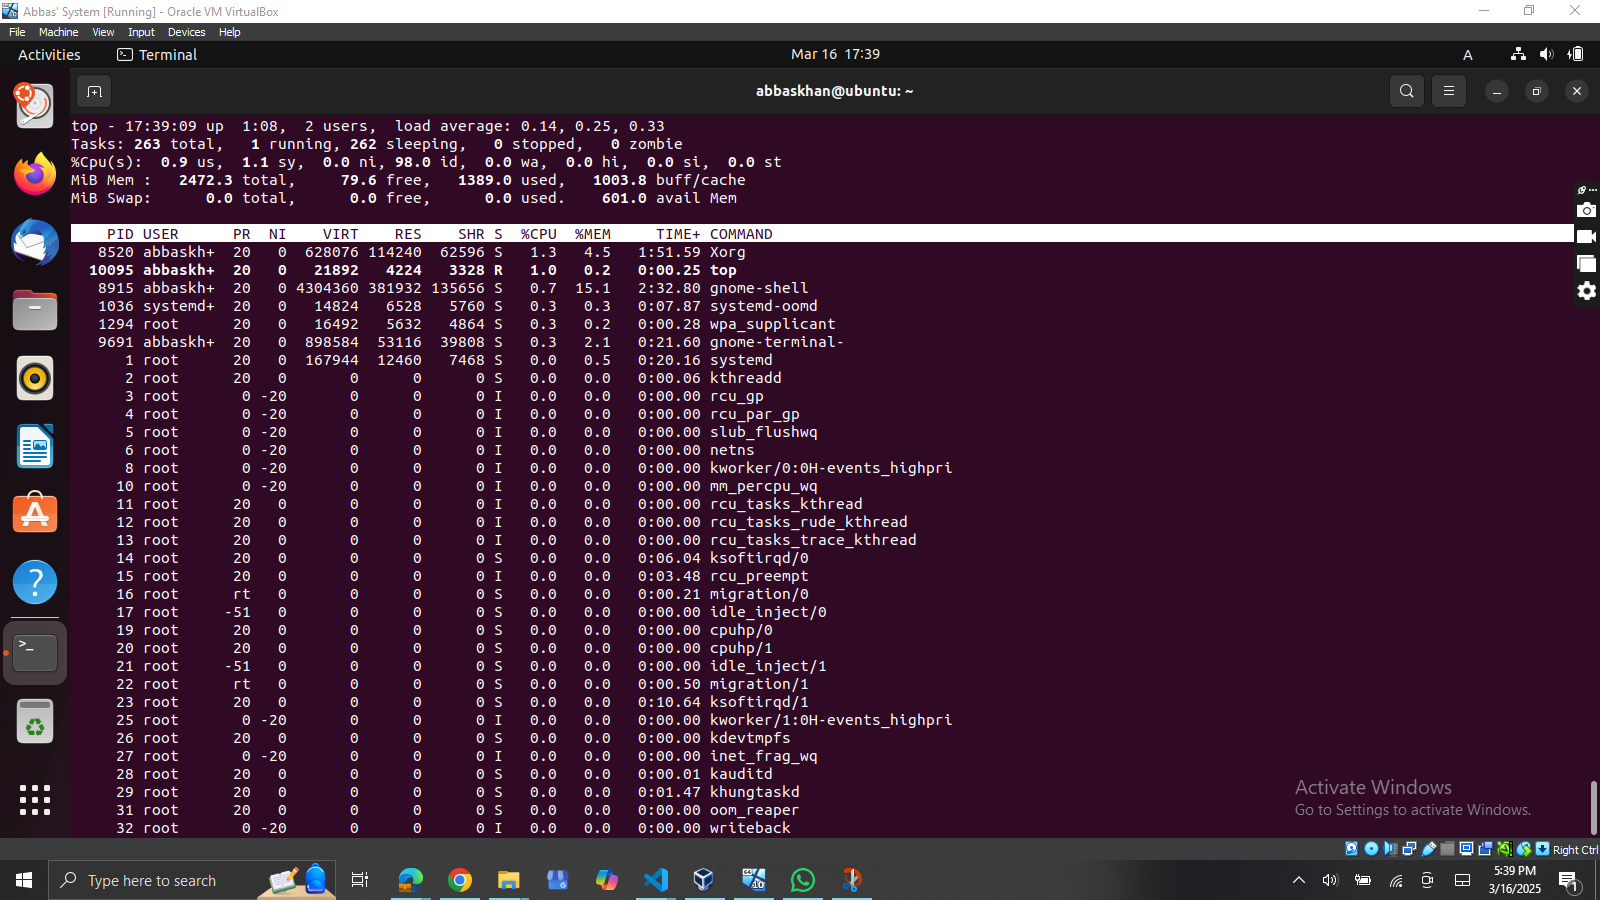 Abbas' System [Running] - Oracle VM VirtualBox
File Machine View Input Devices Help
Activities Terminal Mar 16 17:39 A
abbaskhan@ubuntu: ~
top - 17:39:09 up  1:08,  2 users,  load average: 0.14, 0.25, 0.33
Tasks: 263 total,   1 running, 262 sleeping,   0 stopped,   0 zombie
%Cpu(s):  0.9 us,  1.1 sy,  0.0 ni, 98.0 id,  0.0 wa,  0.0 hi,  0.0 si,  0.0 st
MiB Mem :   2472.3 total,     79.6 free,   1389.0 used,   1003.8 buff/cache
MiB Swap:      0.0 total,      0.0 free,      0.0 used.    601.0 avail Mem
PID USER PR NI VIRT RES SHR S %CPU %MEM TIME+ COMMAND
8520 abbaskh+ 20 0 628076 114240 62596 S 1.3 4.5 1:51.59 Xorg
10095 abbaskh+ 20 0 21892 4224 3328 R 1.0 0.2 0:00.25 top
8915 abbaskh+ 20 0 4304360 381932 135656 S 0.7 15.1 2:32.80 gnome-shell
1036 systemd+ 20 0 14824 6528 5760 S 0.3 0.3 0:07.87 systemd-oomd
1294 root 20 0 16492 5632 4864 S 0.3 0.2 0:00.28 wpa_supplicant
9691 abbaskh+ 20 0 898584 53116 39808 S 0.3 2.1 0:21.60 gnome-terminal-
1 root 20 0 167944 12460 7468 S 0.0 0.5 0:20.16 systemd
2 root 20 0 0 0 0 S 0.0 0.0 0:00.06 kthreadd
3 root 0 -20 0 0 0 I 0.0 0.0 0:00.00 rcu_gp
4 root 0 -20 0 0 0 I 0.0 0.0 0:00.00 rcu_par_gp
5 root 0 -20 0 0 0 I 0.0 0.0 0:00.00 slub_flushwq
6 root 0 -20 0 0 0 I 0.0 0.0 0:00.00 netns
8 root 0 -20 0 0 0 I 0.0 0.0 0:00.00 kworker/0:0H-events_highpri
10 root 0 -20 0 0 0 I 0.0 0.0 0:00.00 mm_percpu_wq
11 root 20 0 0 0 0 I 0.0 0.0 0:00.00 rcu_tasks_kthread
12 root 20 0 0 0 0 I 0.0 0.0 0:00.00 rcu_tasks_rude_kthread
13 root 20 0 0 0 0 I 0.0 0.0 0:00.00 rcu_tasks_trace_kthread
14 root 20 0 0 0 0 S 0.0 0.0 0:06.04 ksoftirqd/0
15 root 20 0 0 0 0 I 0.0 0.0 0:03.48 rcu_preempt
16 root rt 0 0 0 0 S 0.0 0.0 0:00.21 migration/0
17 root -51 0 0 0 0 S 0.0 0.0 0:00.00 idle_inject/0
19 root 20 0 0 0 0 S 0.0 0.0 0:00.00 cpuhp/0
20 root 20 0 0 0 0 S 0.0 0.0 0:00.00 cpuhp/1
21 root -51 0 0 0 0 S 0.0 0.0 0:00.00 idle_inject/1
22 root rt 0 0 0 0 S 0.0 0.0 0:00.50 migration/1
23 root 20 0 0 0 0 S 0.0 0.0 0:10.64 ksoftirqd/1
25 root 0 -20 0 0 0 I 0.0 0.0 0:00.00 kworker/1:0H-events_highpri
26 root 20 0 0 0 0 S 0.0 0.0 0:00.00 kdevtmpfs
27 root 0 -20 0 0 0 I 0.0 0.0 0:00.00 inet_frag_wq
28 root 20 0 0 0 0 S 0.0 0.0 0:00.01 kauditd
29 root 20 0 0 0 0 S 0.0 0.0 0:01.47 khungtaskd
31 root 20 0 0 0 0 S 0.0 0.0 0:00.00 oom_reaper
32 root 0 -20 0 0 0 I 0.0 0.0 0:00.00 writeback
Activate Windows
Go to Settings to activate Windows.
Right Ctrl
Type here to search
5:39 PM
3/16/2025
1